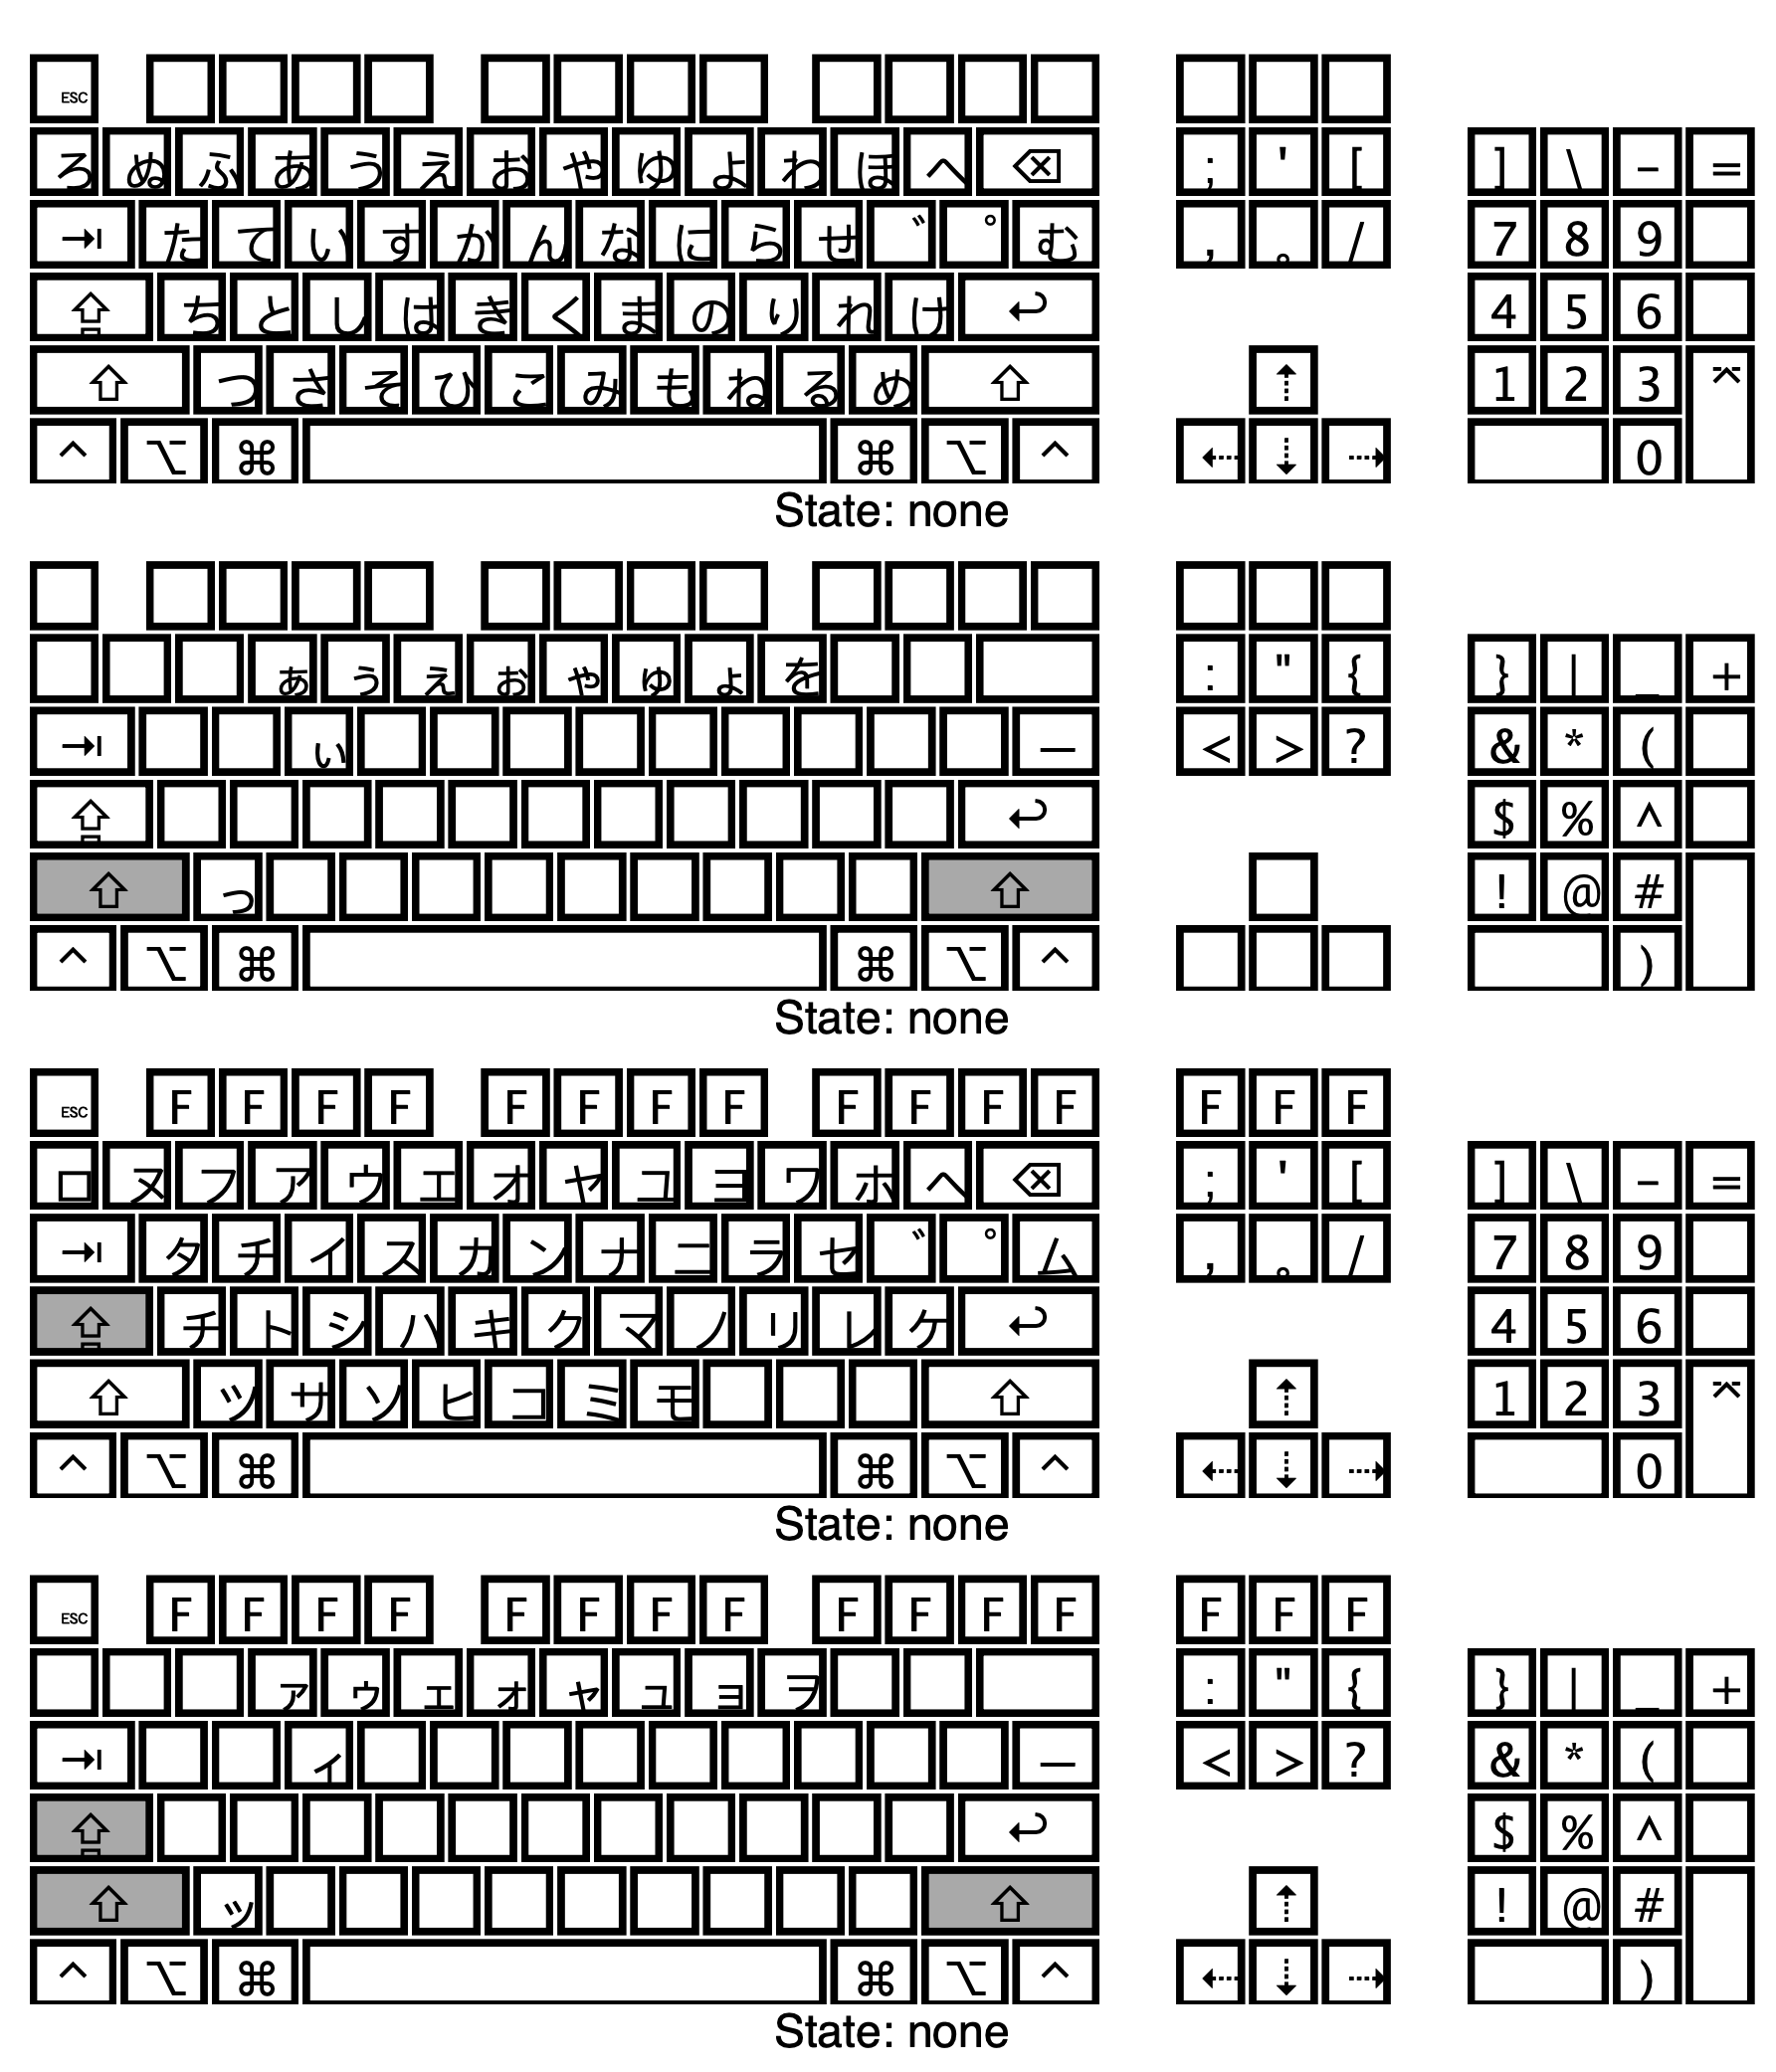 ESC
ろ ぬ ふ あ う え お や ゆ よ わ ほ へ ⌫ ; ' [ ] \ - =
⇥ た て い す か ん な に ら せ ゛ ゜ む , 。 / 7 8 9
⇪ ち と し は き く ま の り れ け ↩ 4 5 6
⇧ つ さ そ ひ こ み も ね る め ⇧ ⇡ 1 2 3 ⌤
^ ⌥ ⌘ ⌘ ⌥ ^ ⇠ ⇣ ⇢ 0
State: none
ぁ ぅ ぇ ぉ ゃ ゅ ょ を : " { } | _ +
⇥ ぃ — < > ? & * (
⇪ ↩ $ % ^
⇧ っ ⇧ ! @ #
^ ⌥ ⌘ ⌘ ⌥ ^ )
State: none
ESC F F F F F F F F F F F F F F F
ロ ヌ フ ア ウ エ オ ヤ ユ ヨ ワ ホ ヘ ⌫ ; ' [ ] \ - =
⇥ タ チ イ ス カ ン ナ ニ ラ セ ゛ ゜ ム , 。 / 7 8 9
⇪ チ ト シ ハ キ ク マ ノ リ レ ケ ↩ 4 5 6
⇧ ツ サ ソ ヒ コ ミ モ ⇧ ⇡ 1 2 3 ⌤
^ ⌥ ⌘ ⌘ ⌥ ^ ⇠ ⇣ ⇢ 0
State: none
ESC F F F F F F F F F F F F F F F
ァ ゥ ェ ォ ャ ュ ョ ヲ : " { } | _ +
⇥ ィ — < > ? & * (
⇪ ↩ $ % ^
⇧ ッ ⇧ ⇡ ! @ #
^ ⌥ ⌘ ⌘ ⌥ ^ ⇠ ⇣ ⇢ )
State: none